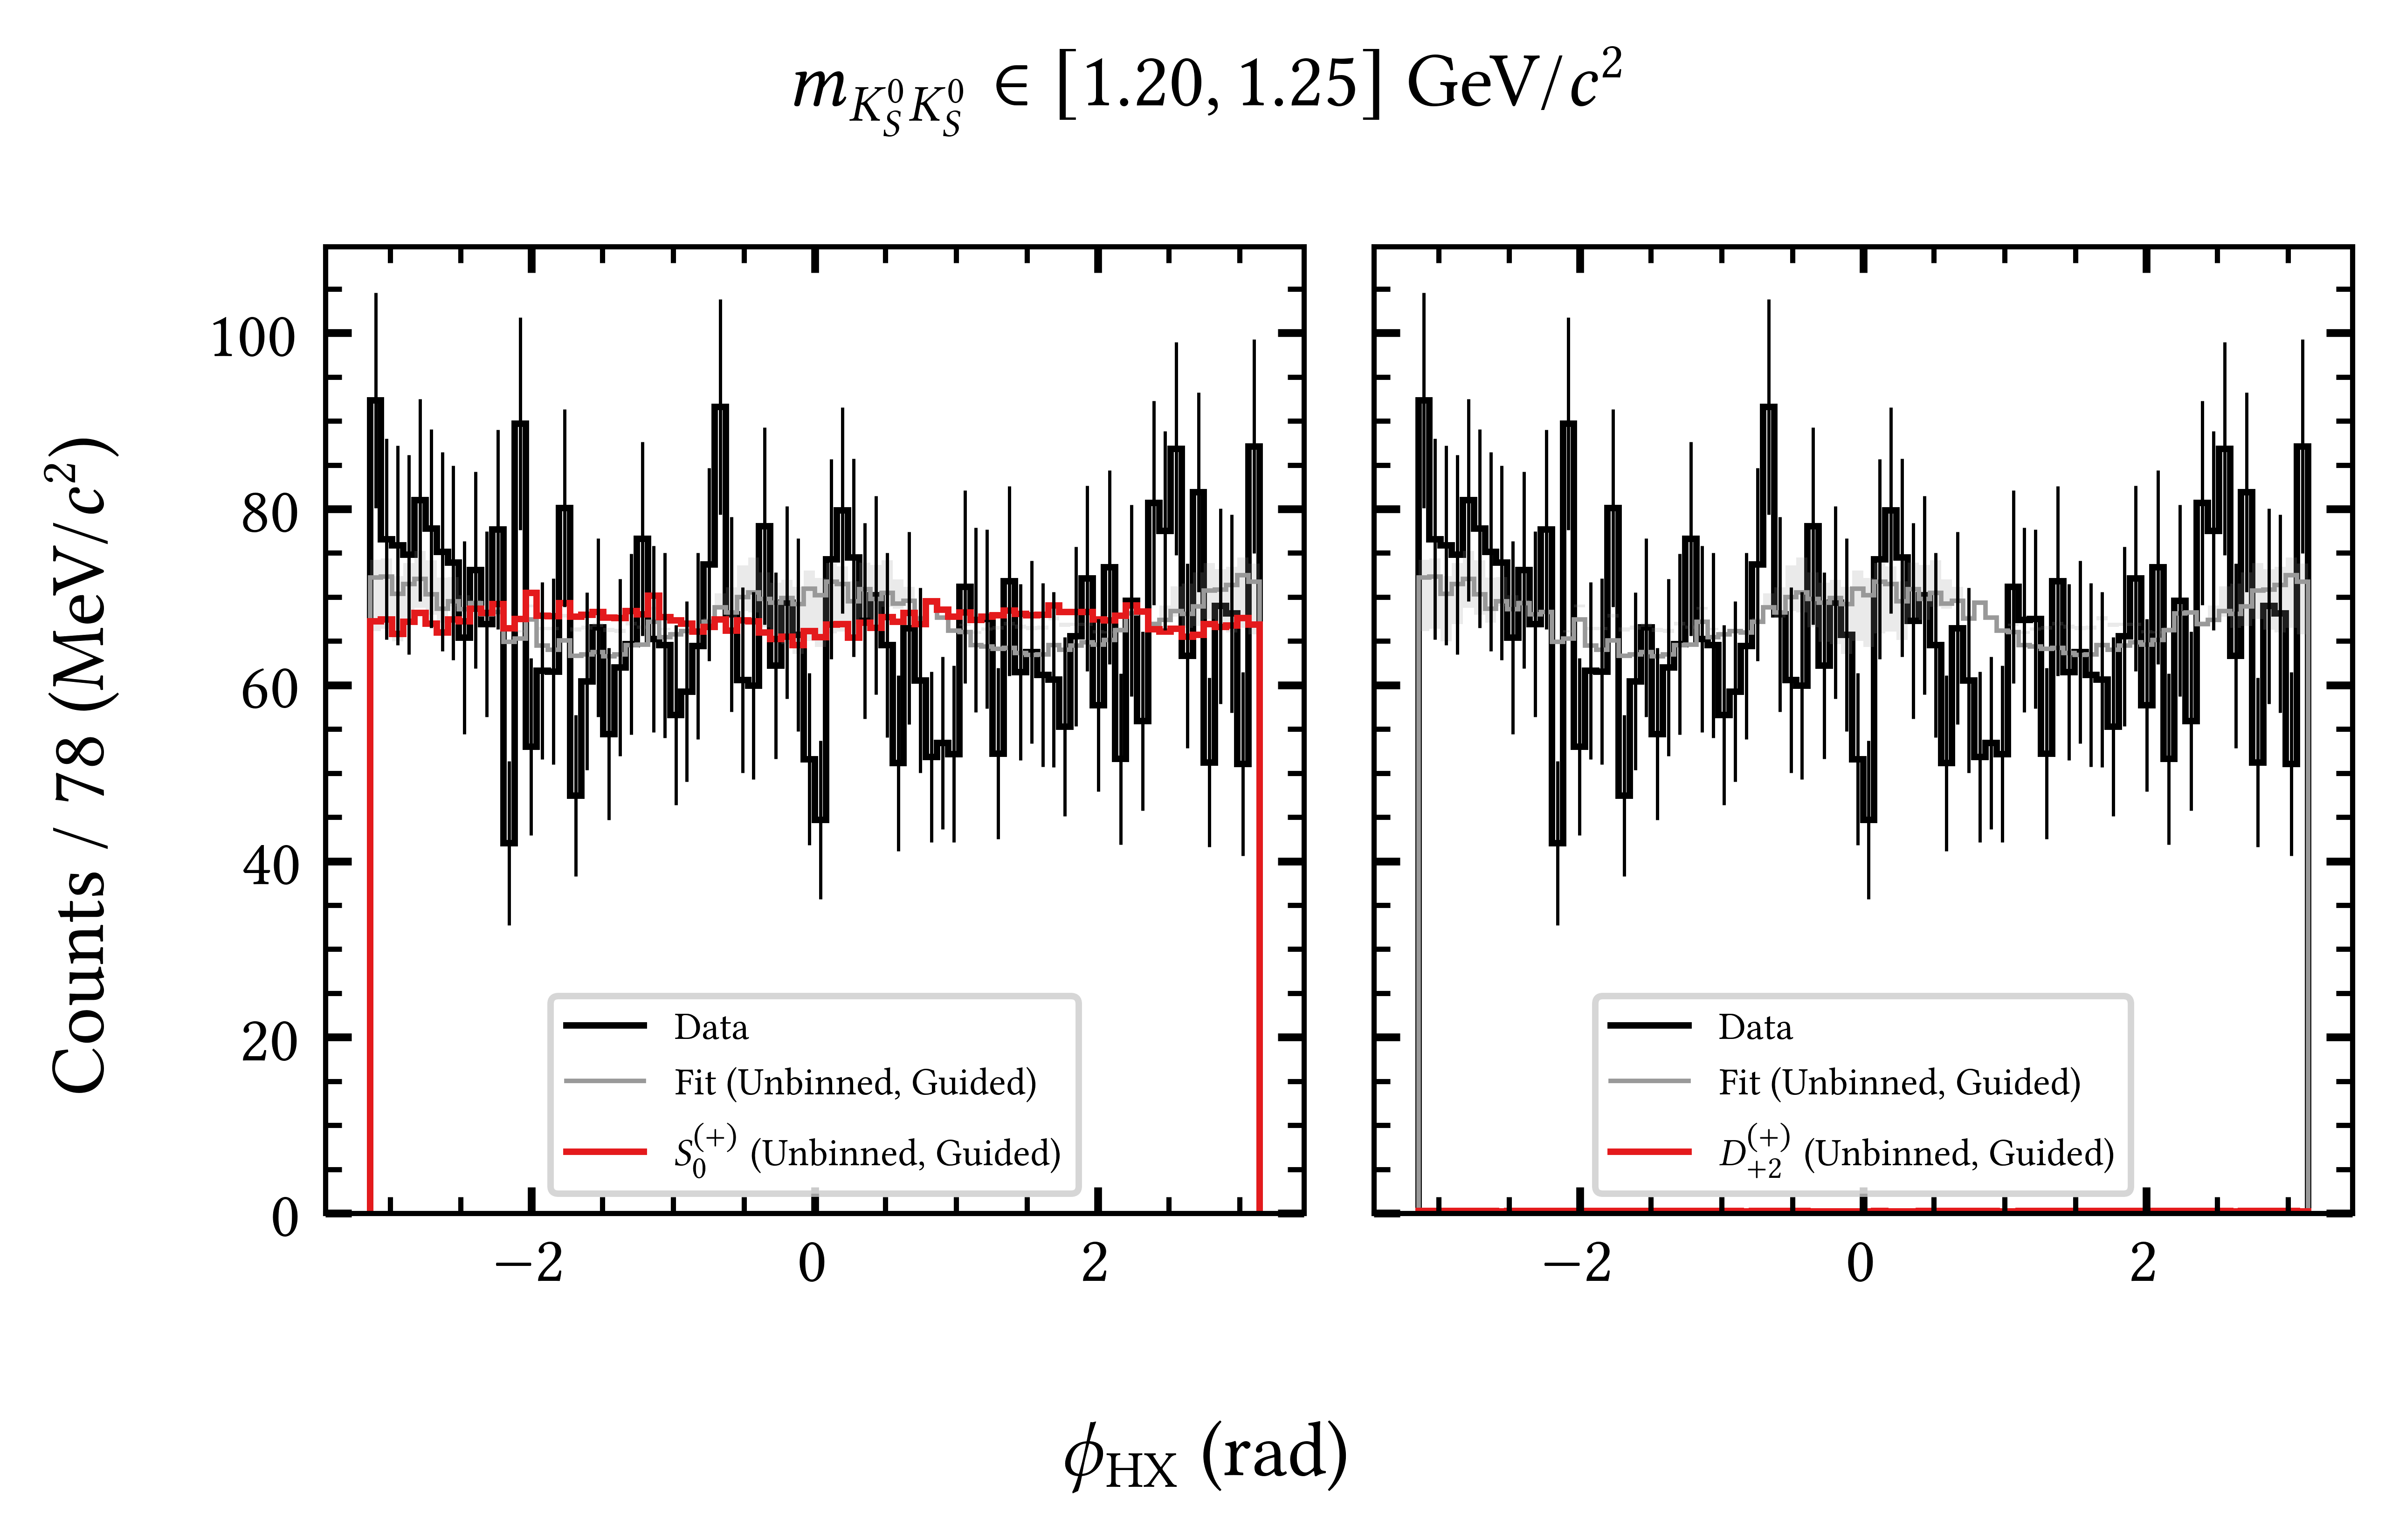 m_{K_S^0 K_S^0} ∈ [1.20, 1.25] GeV/c²
Counts / 78 (MeV/c²)
100
80
60
40
20
0
Data
Fit (Unbinned, Guided)
S_0^{(+)} (Unbinned, Guided)
−2
0
2
Data
Fit (Unbinned, Guided)
D_{+2}^{(+)} (Unbinned, Guided)
−2
0
2
ϕ_{HX} (rad)